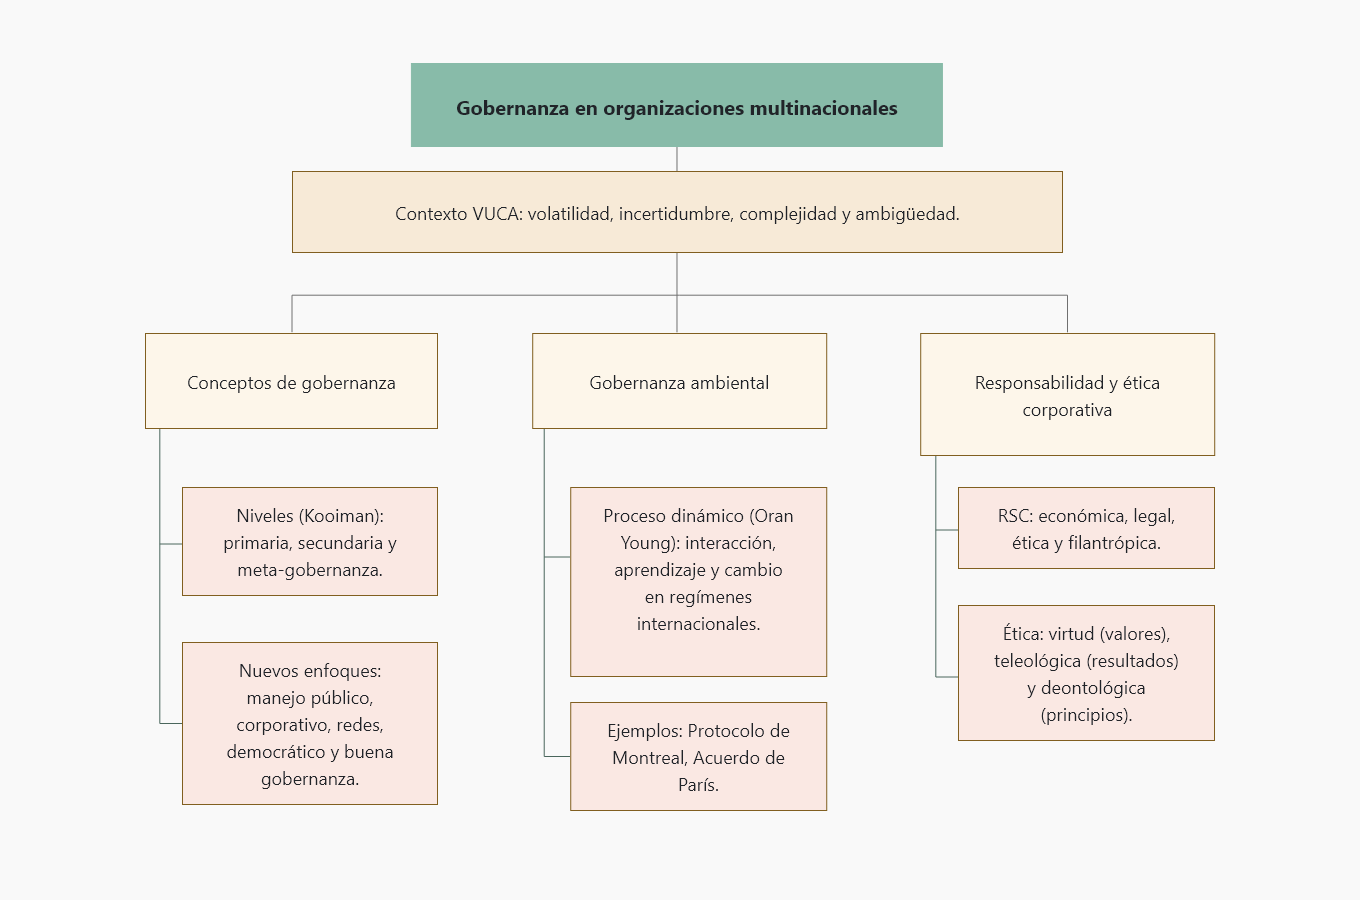 Gobernanza en organizaciones multinacionales
Contexto VUCA: volatilidad, incertidumbre, complejidad y ambigüedad.
Conceptos de gobernanza
Niveles (Kooiman):
primaria, secundaria y
meta-gobernanza.
Nuevos enfoques:
manejo público,
corporativo, redes,
democrático y buena
gobernanza.
Gobernanza ambiental
Proceso dinámico (Oran
Young): interacción,
aprendizaje y cambio
en regímenes
internacionales.
Ejemplos: Protocolo de
Montreal, Acuerdo de
París.
Responsabilidad y ética
corporativa
RSC: económica, legal,
ética y filantrópica.
Ética: virtud (valores),
teleológica (resultados)
y deontológica
(principios).